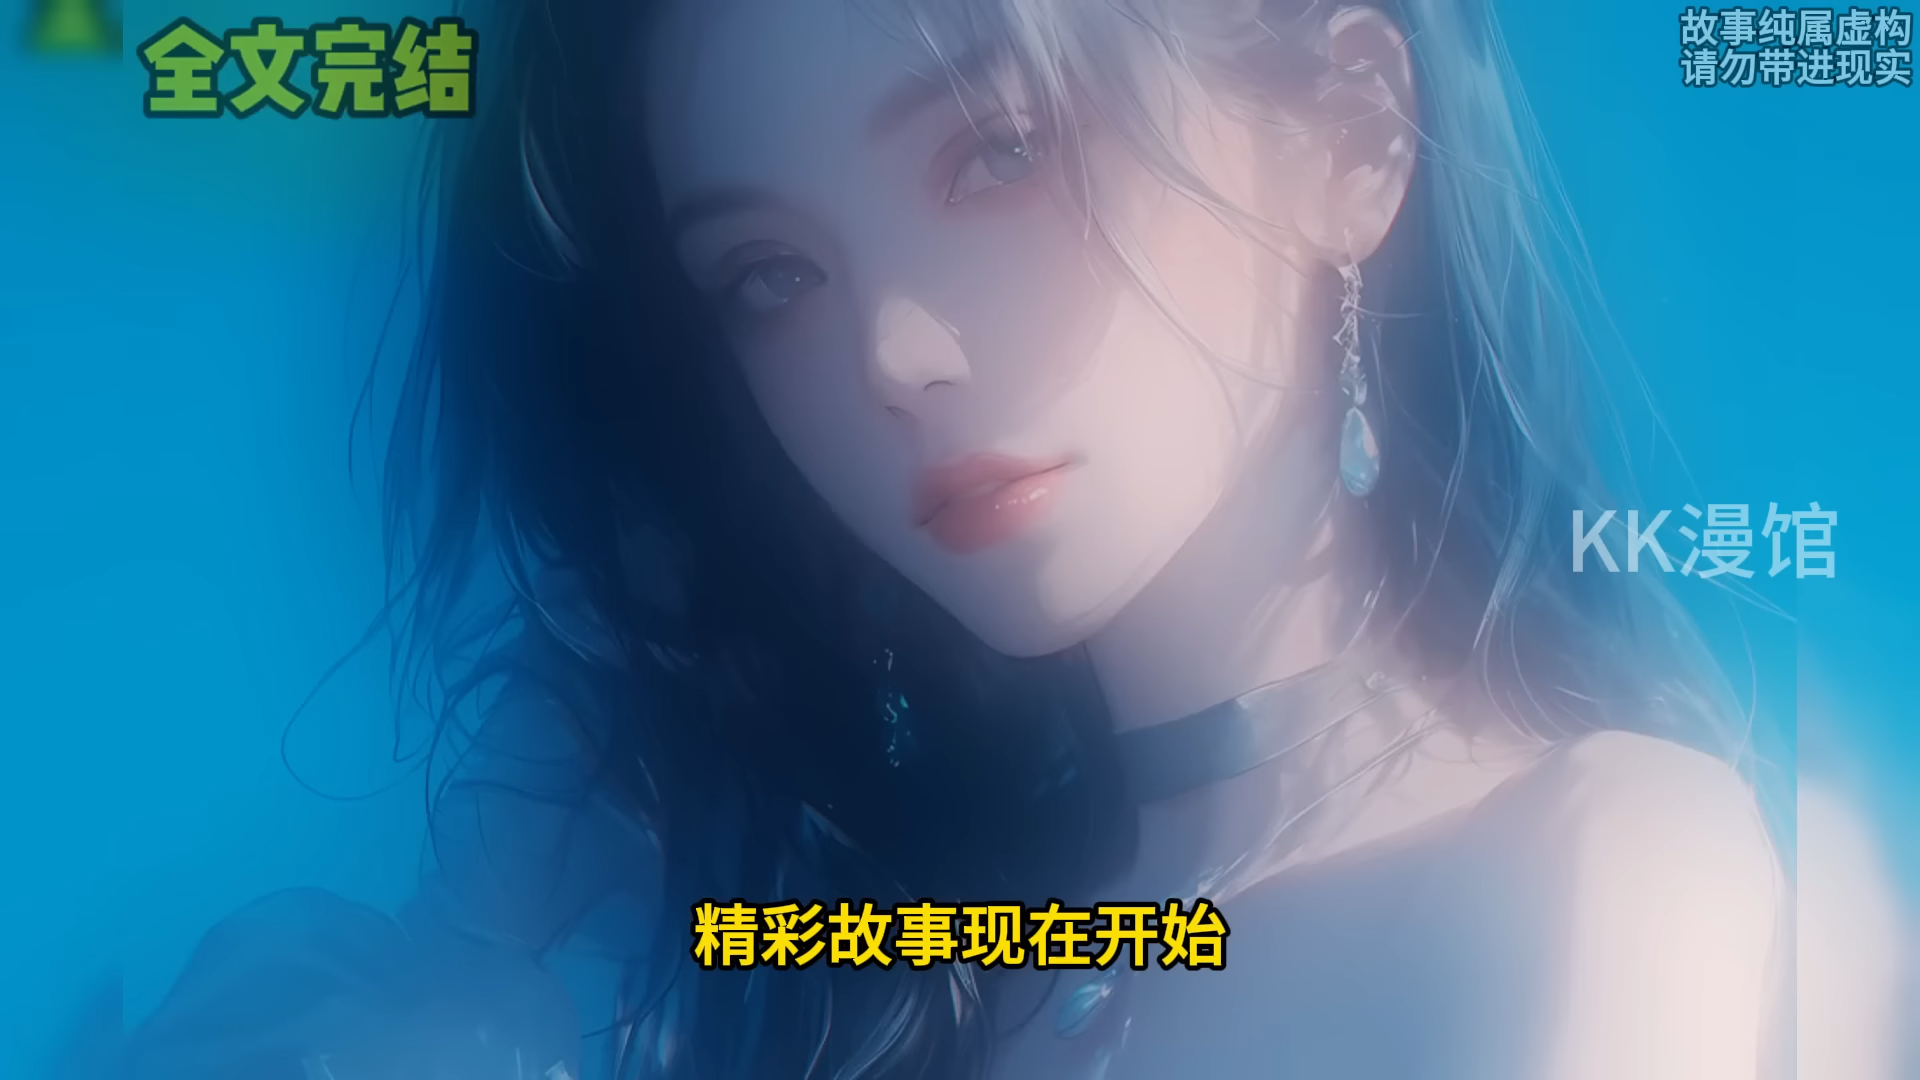 全文完结
故事纯属虚构
请勿带进现实
KK漫馆
精彩故事现在开始